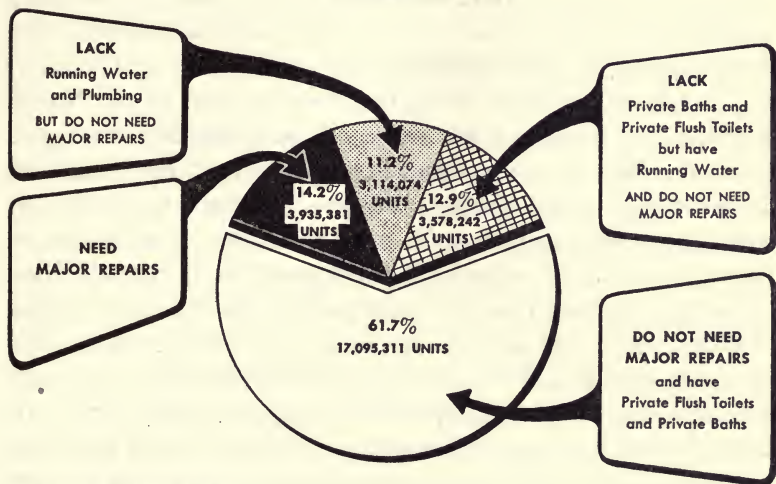 LACK
Running Water
and Plumbing
BUT DO NOT NEED
MAJOR REPAIRS
NEED
MAJOR REPAIRS
14.2%
3,935,381
UNITS
11.2%
3,114,074
UNITS
12.9%
3,578,242
UNITS
LACK
Private Baths and
Private Flush Toilets
but have
Running Water
AND DO NOT NEED
MAJOR REPAIRS
61.7%
17,095,311 UNITS
DO NOT NEED
MAJOR REPAIRS
and have
Private Flush Toilets
and Private Baths